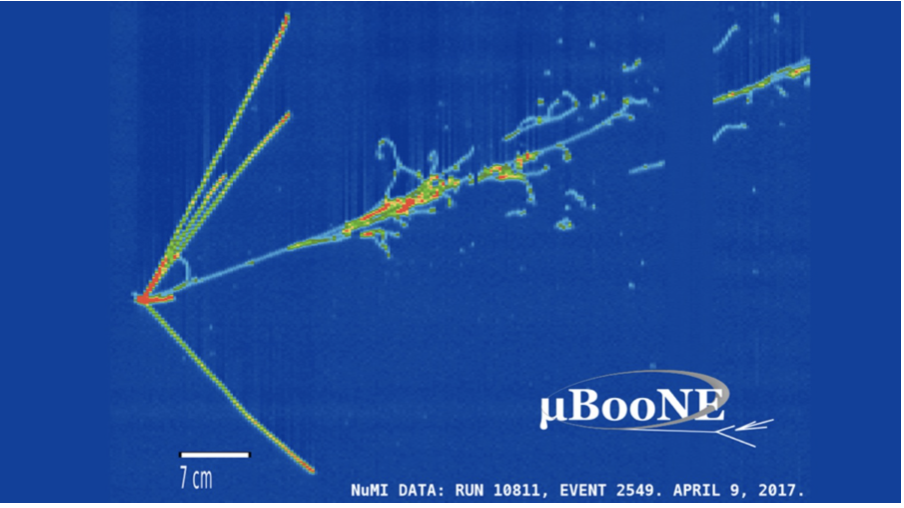 µBooNE
7 cm
NuMI DATA: RUN 10811, EVENT 2549. APRIL 9, 2017.